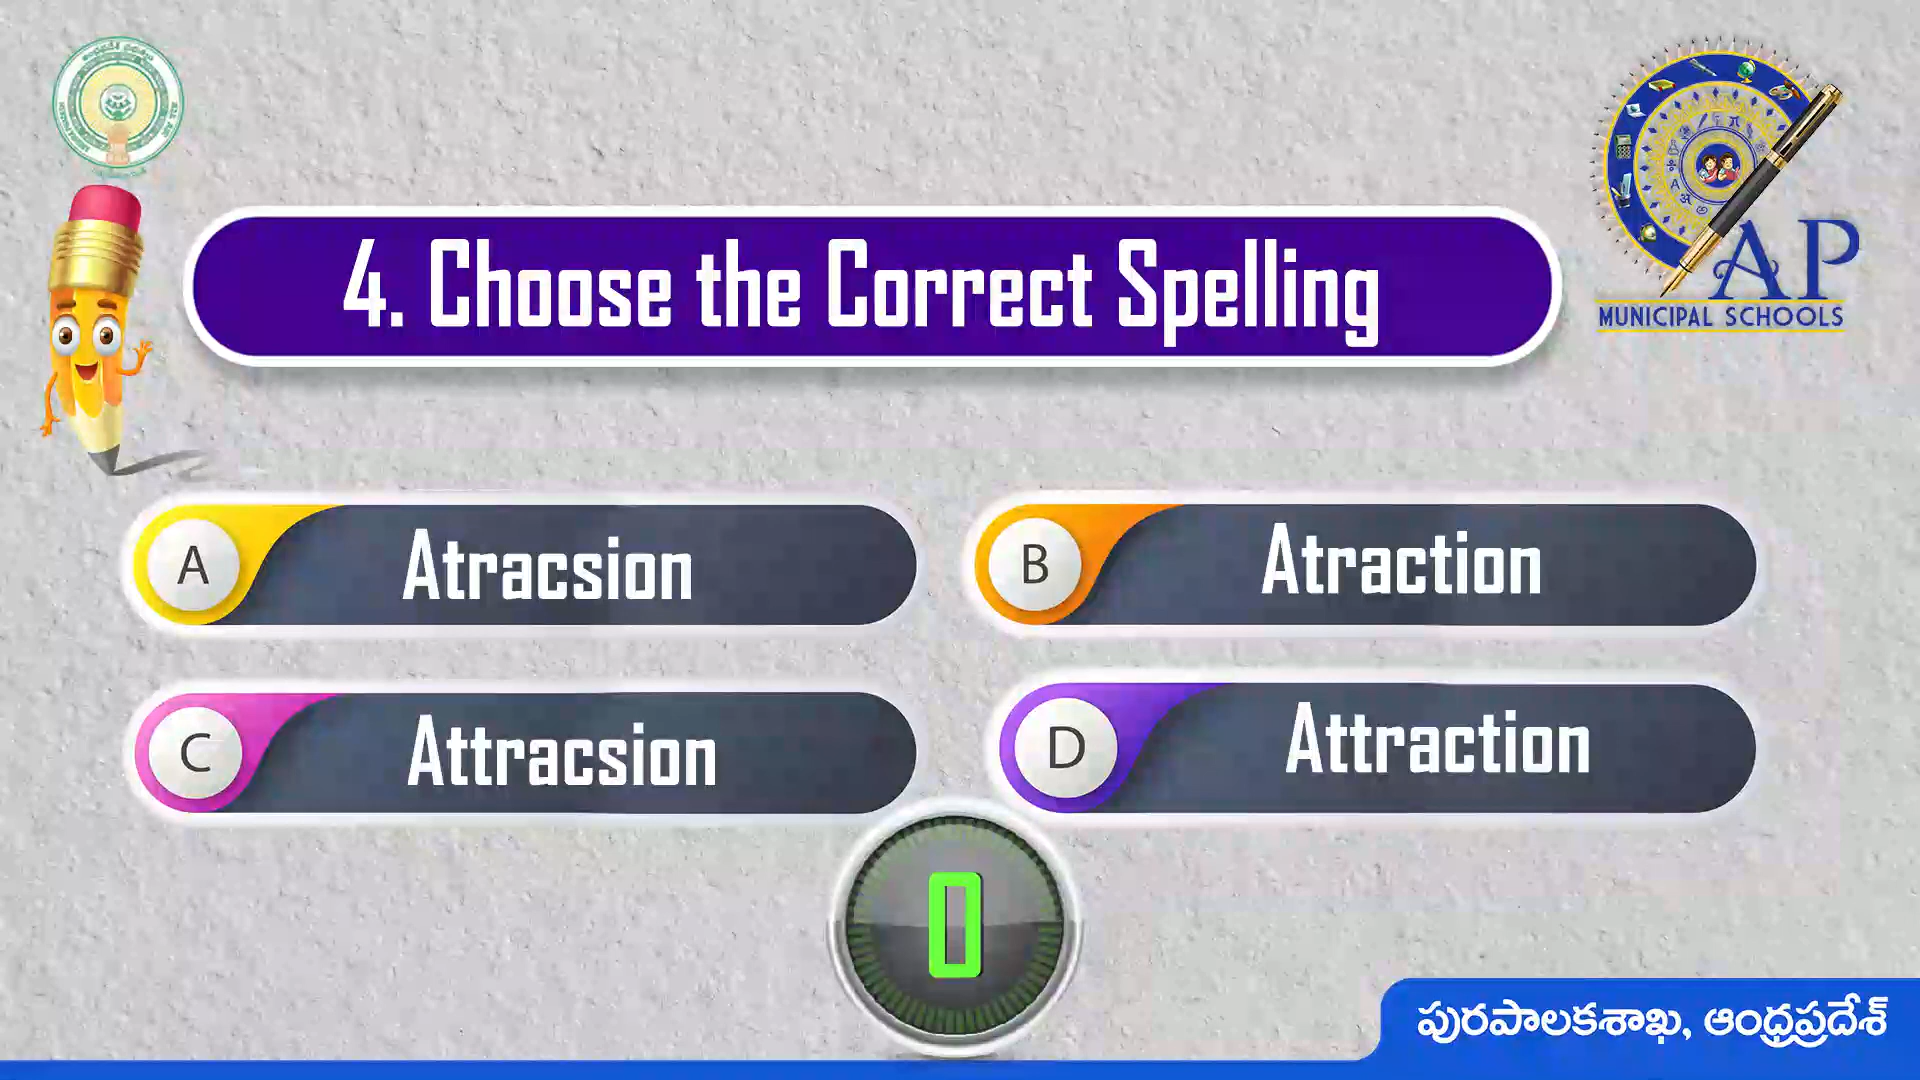 4. Choose the Correct Spelling
AP
MUNICIPAL SCHOOLS
A Atracsion
B Atraction
C Attracsion
D Attraction
0
పురపాలకశాఖ, ఆంధ్రప్రదేశ్